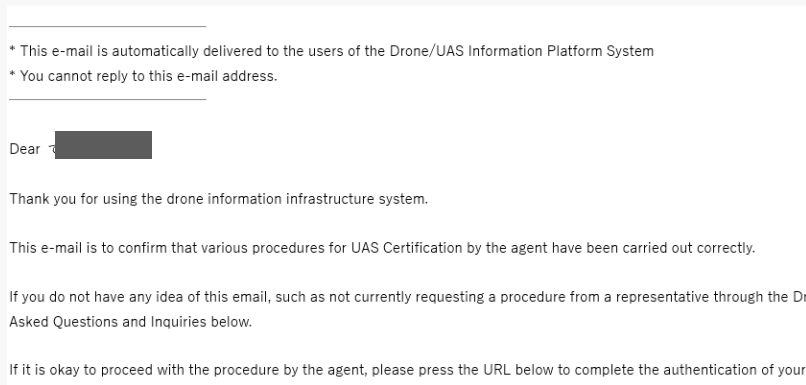 * This e-mail is automatically delivered to the users of the Drone/UAS Information Platform System
* You cannot reply to this e-mail address.
Dear
Thank you for using the drone information infrastructure system.
This e-mail is to confirm that various procedures for UAS Certification by the agent have been carried out correctly.
If you do not have any idea of this email, such as not currently requesting a procedure from a representative through the
Asked Questions and Inquiries below.
If it is okay to proceed with the procedure by the agent, please press the URL below to complete the authentication of your